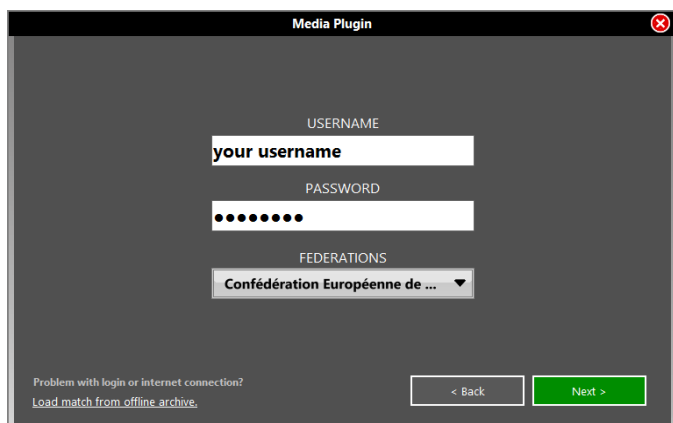 Media Plugin
USERNAME
your username
PASSWORD
●●●●●●●●
FEDERATIONS
Confédération Européenne de ...
Problem with login or internet connection?
Load match from offline archive.
< Back
Next >